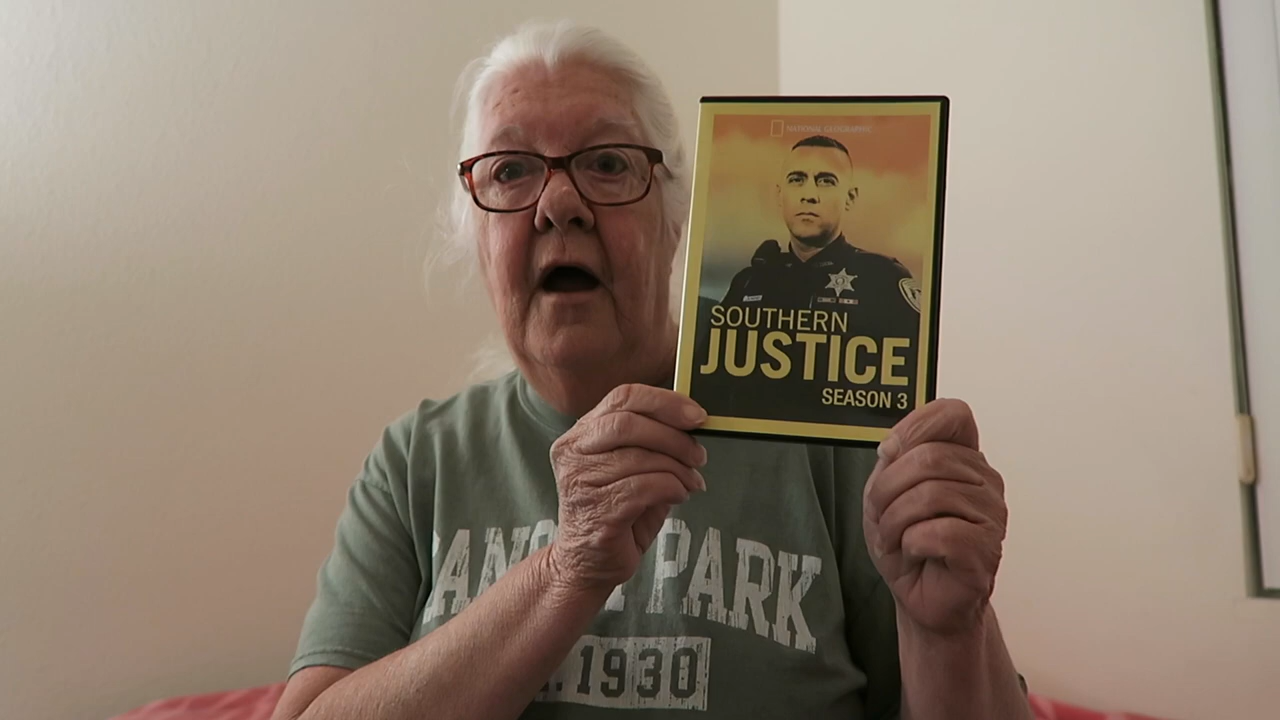 NATIONAL GEOGRAPHIC
SOUTHERN
JUSTICE
SEASON 3
PARK
1930